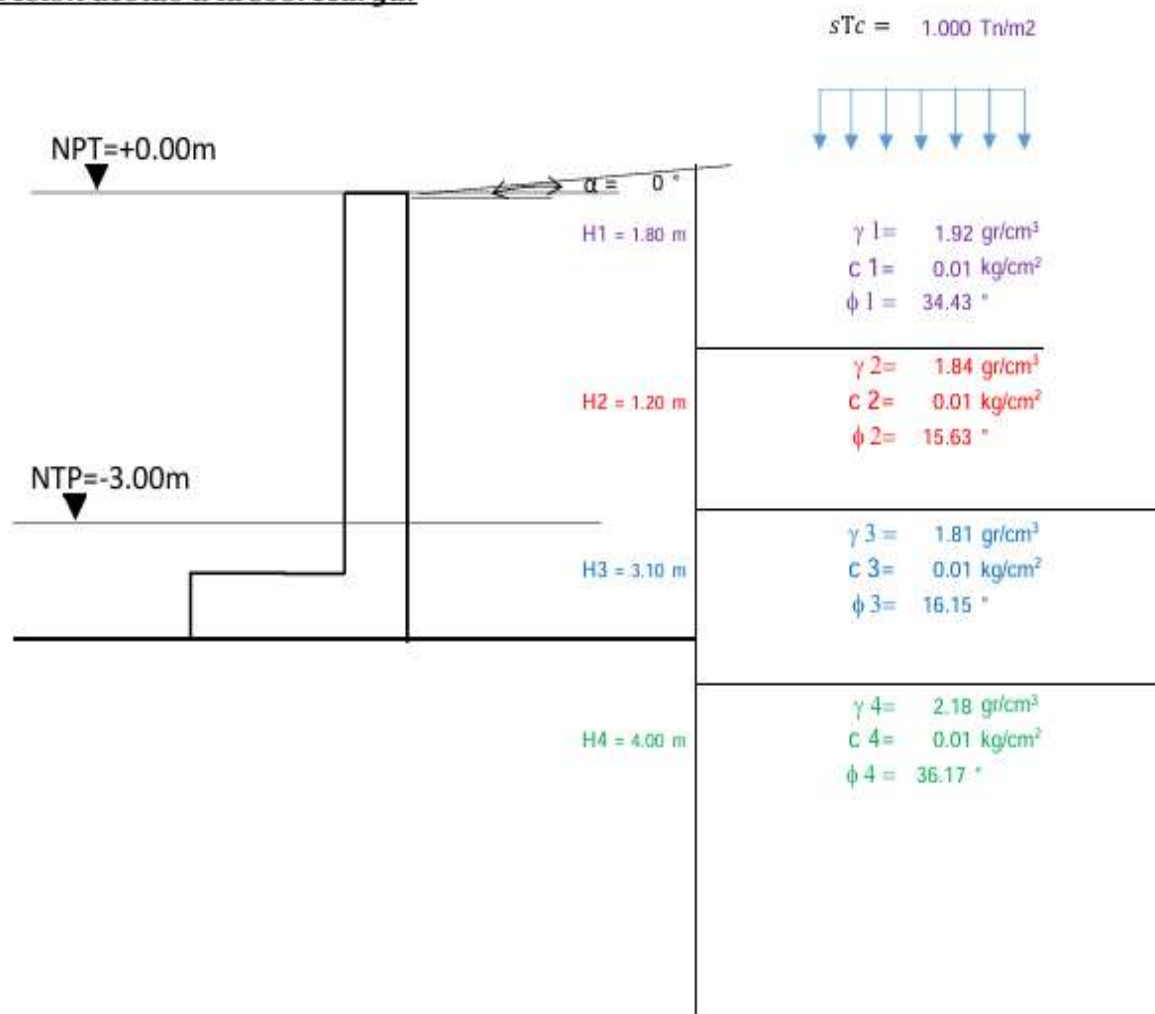 sTc = 1.000 Tn/m2
NPT=+0.00m
α = 0 °
H1 = 1.80 m
γ 1= 1.92 gr/cm³
c 1= 0.01 kg/cm²
ϕ 1 = 34.43 °
γ 2= 1.84 gr/cm³
H2 = 1.20 m
c 2= 0.01 kg/cm²
ϕ 2= 15.63 °
NTP=-3.00m
γ 3 = 1.81 gr/cm³
H3 = 3.10 m
c 3= 0.01 kg/cm²
ϕ 3= 16.15 °
γ 4= 2.18 gr/cm³
H4 = 4.00 m
c 4= 0.01 kg/cm²
ϕ 4 = 36.17 °